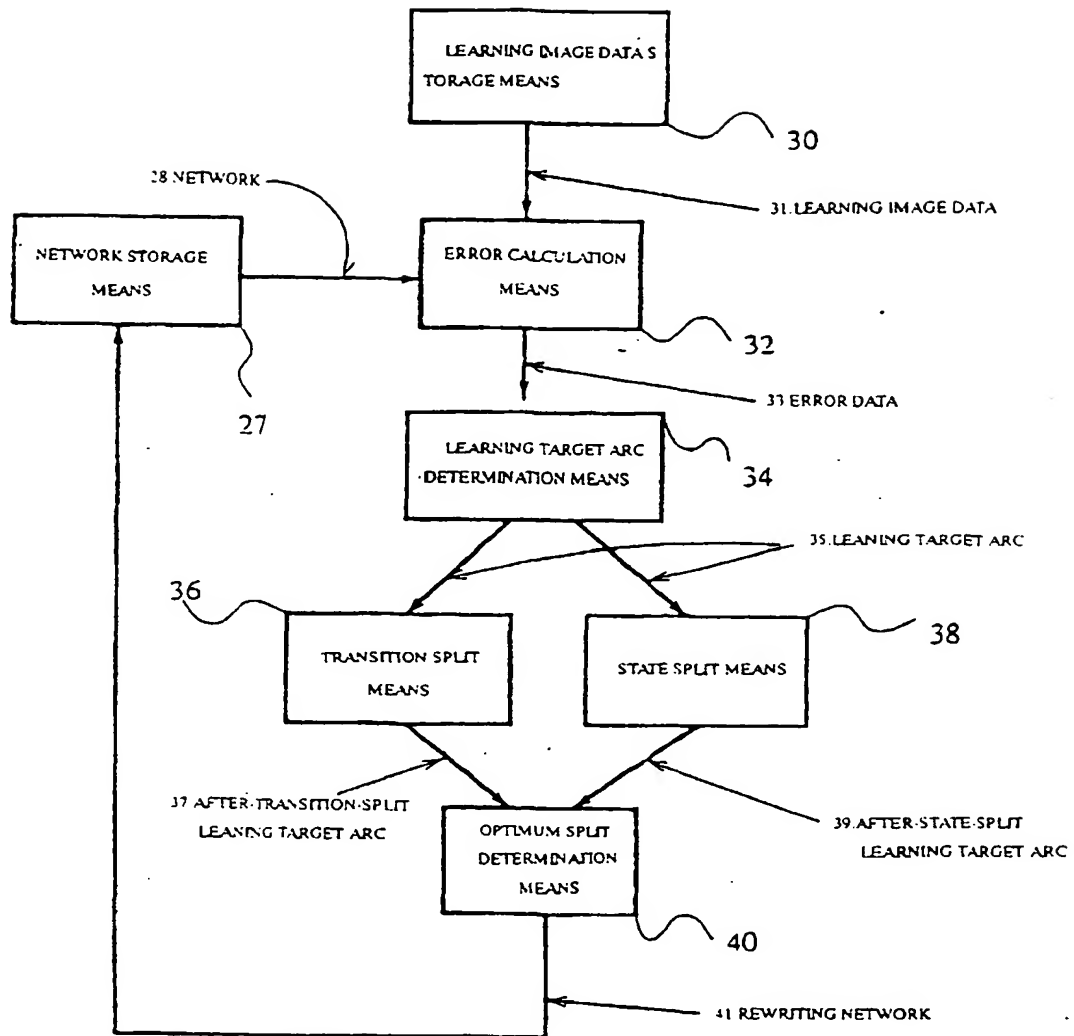 LEARNING IMAGE DATA S
TORAGE MEANS
30
28 NETWORK
31.LEARNING IMAGE DATA
NETWORK STORAGE
MEANS
ERROR CALCULATION
MEANS
32
27
33 ERROR DATA
LEARNING TARGET ARC
DETERMINATION MEANS
34
35.LEANING TARGET ARC
36
38
TRANSITION SPLIT
MEANS
STATE SPLIT MEANS
37 AFTER-TRANSITION-SPLIT
LEANING TARGET ARC
OPTIMUM SPLIT
DETERMINATION
MEANS
39.AFTER-STATE-SPLIT
LEARNING TARGET ARC
40
41 REWRITING NETWORK